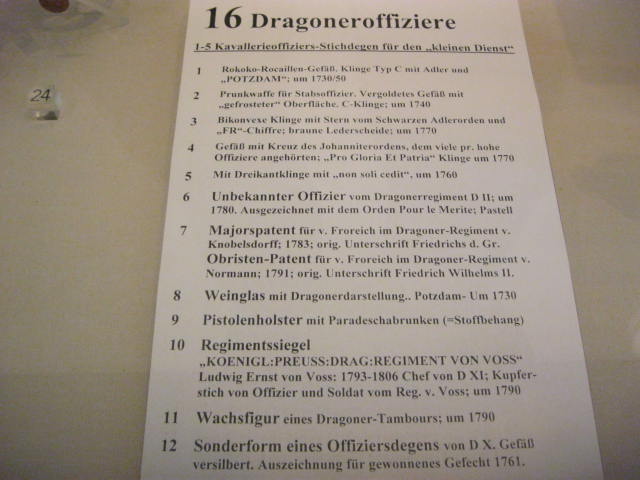 16 Dragoneroffiziere
1-5 Kavallerieoffiziers-Stichdegen für den „kleinen Dienst“
1 Rokoko-Rocaillen-Gefäß. Klinge Typ C mit Adler und
„POTZDAM“; um 1730/50
2 Prunkwaffe für Stabsoffizier. Vergoldetes Gefäß mit
„gefrosteter“ Oberfläche. C-Klinge; um 1740
3 Bikonvexe Klinge mit Stern vom Schwarzen Adlerorden und
„FR“-Chiffre; braune Lederscheide; um 1770
4 Gefäß mit Kreuz des Johanniterordens, dem viele pr. hohe
Offiziere angehörten; „Pro Gloria Et Patria“ Klinge um 1770
5 Mit Dreikantklinge mit „non soli cedit“, um 1760
6 Unbekannter Offizier vom Dragonerregiment D II; um
1780. Ausgezeichnet mit dem Orden Pour le Merite; Pastell
7 Majorspatent für v. Froreich im Dragoner-Regiment v.
Knobelsdorff; 1783; orig. Unterschrift Friedrichs d. Gr.
Obristen-Patent für v. Froreich im Dragoner-Regiment v.
Normann; 1791; orig. Unterschrift Friedrich Wilhelms II.
8 Weinglas mit Dragonerdarstellung.. Potzdam- Um 1730
9 Pistolenholster mit Paradeschabrunken (=Stoffbehang)
10 Regimentssiegel
„KOENIGL:PREUSS:DRAG:REGIMENT VON VOSS“
Ludwig Ernst von Voss: 1793-1806 Chef von D XI; Kupfer-
stich von Offizier und Soldat vom Reg. v. Voss; um 1790
11 Wachsfigur eines Dragoner-Tambours; um 1790
12 Sonderform eines Offiziersdegens von D X. Gefäß
versilbert. Auszeichnung für gewonnenes Gefecht 1761.
24